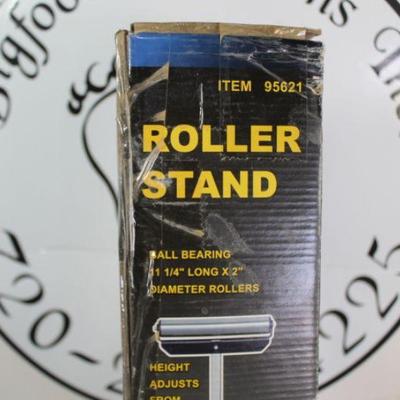 ITEM 95621
ROLLER
STAND
BALL BEARING
11 1/4" LONG X 2"
DIAMETER ROLLERS
HEIGHT
ADJUSTS
FROM